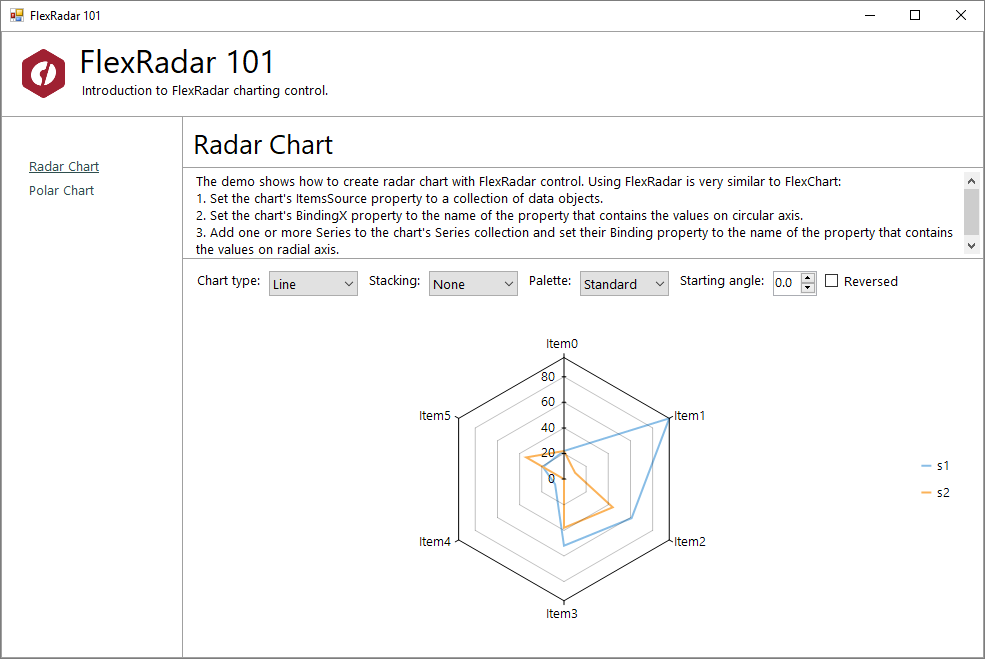 FlexRadar 101
FlexRadar 101
Introduction to FlexRadar charting control.
Radar Chart
Polar Chart
Radar Chart
The demo shows how to create radar chart with FlexRadar control. Using FlexRadar is very similar to FlexChart:
1. Set the chart's ItemsSource property to a collection of data objects.
2. Set the chart's BindingX property to the name of the property that contains the values on circular axis.
3. Add one or more Series to the chart's Series collection and set their Binding property to the name of the property that contains
the values on radial axis.
Chart type: Line Stacking: None Palette: Standard Starting angle: 0.0 Reversed
Item0
80
60
40
20
0
Item5
Item1
Item4
Item2
Item3
s1
s2